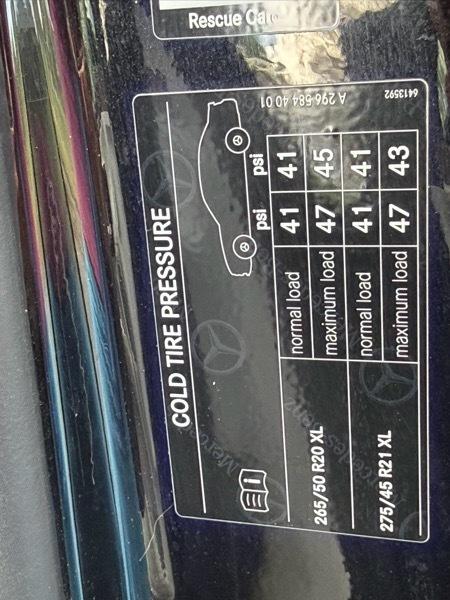 Rescue
COLD TIRE PRESSURE
psi psi
265/50 R20 XL normal load 41 41
maximum load 47 45
275/45 R21 XL normal load 41 41
maximum load 47 43
A 296 584 40 01
6413592